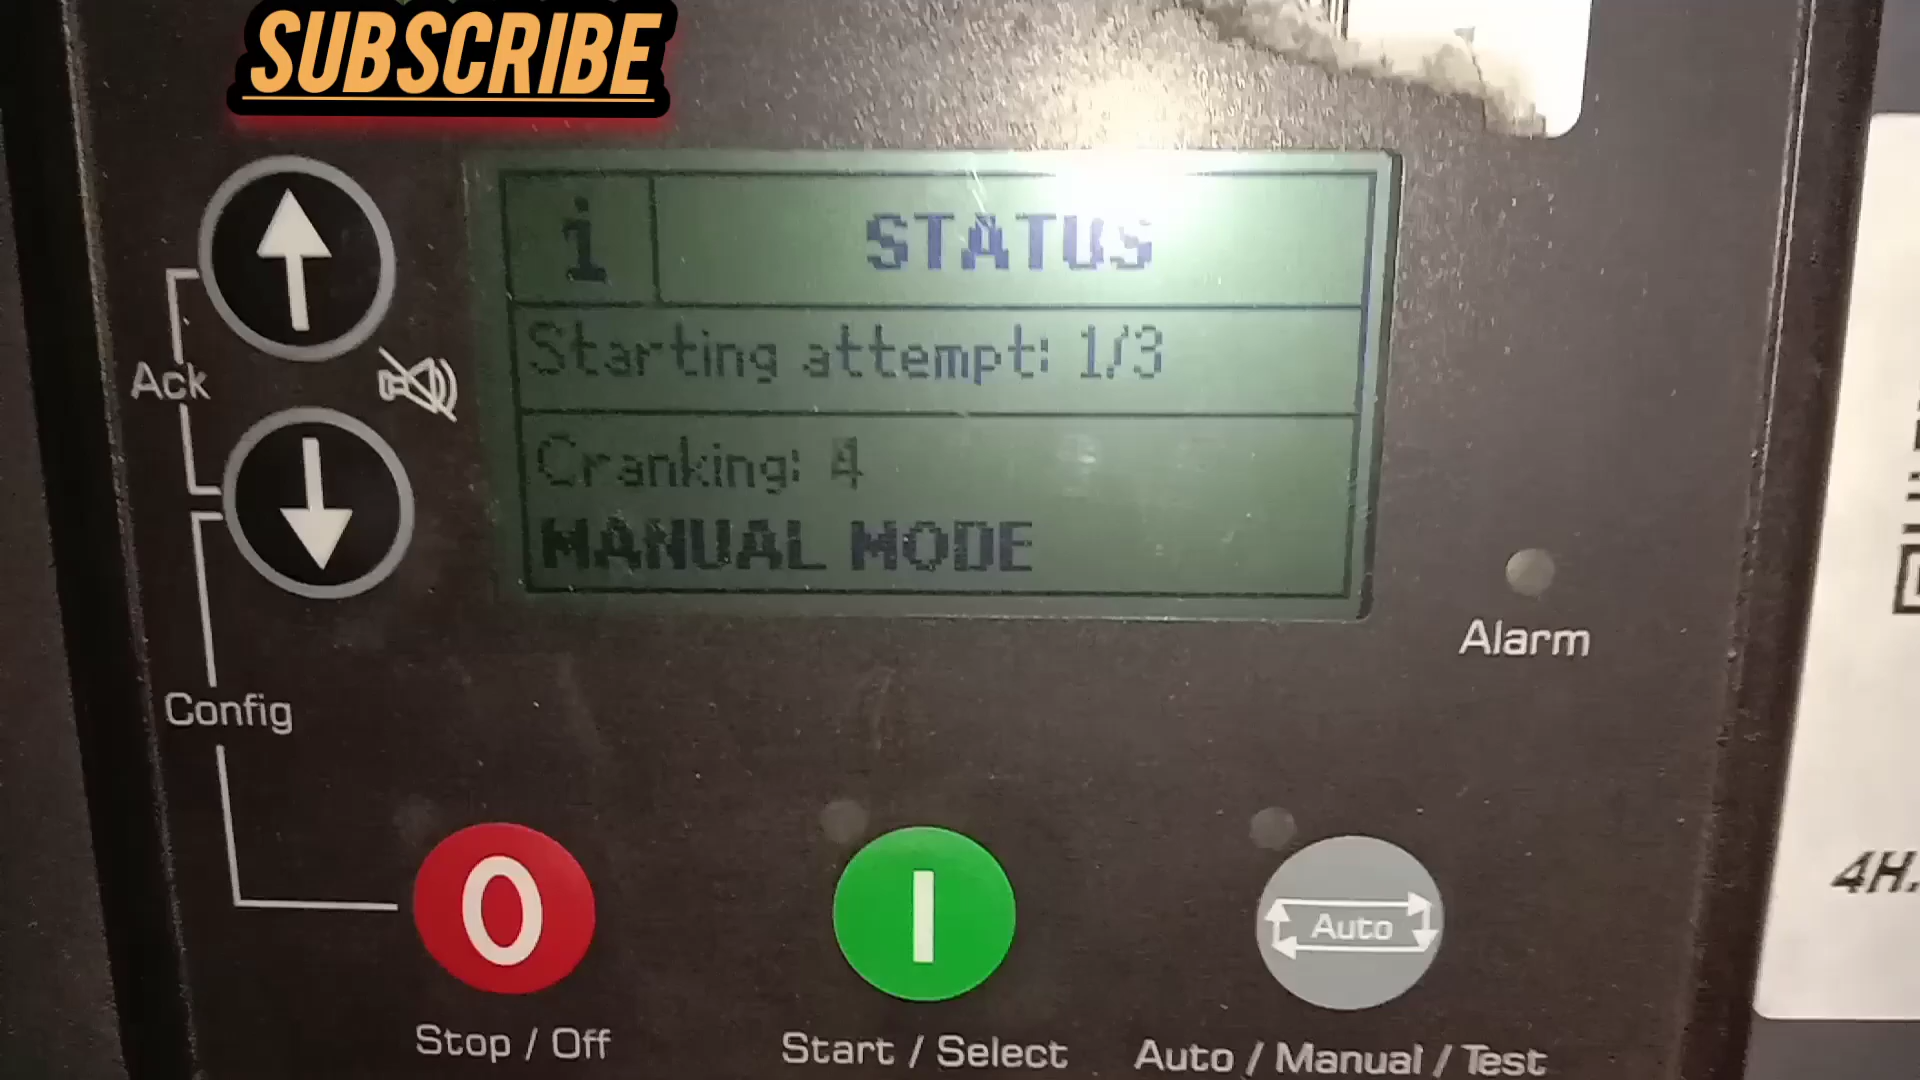 SUBSCRIBE
i STATUS
Starting attempt: 1/3
Ack
Cranking: 4
MANUAL MODE
Alarm
Config
0
I
Auto
4H.
Stop / Off
Start / Select
Auto / Manual / Test